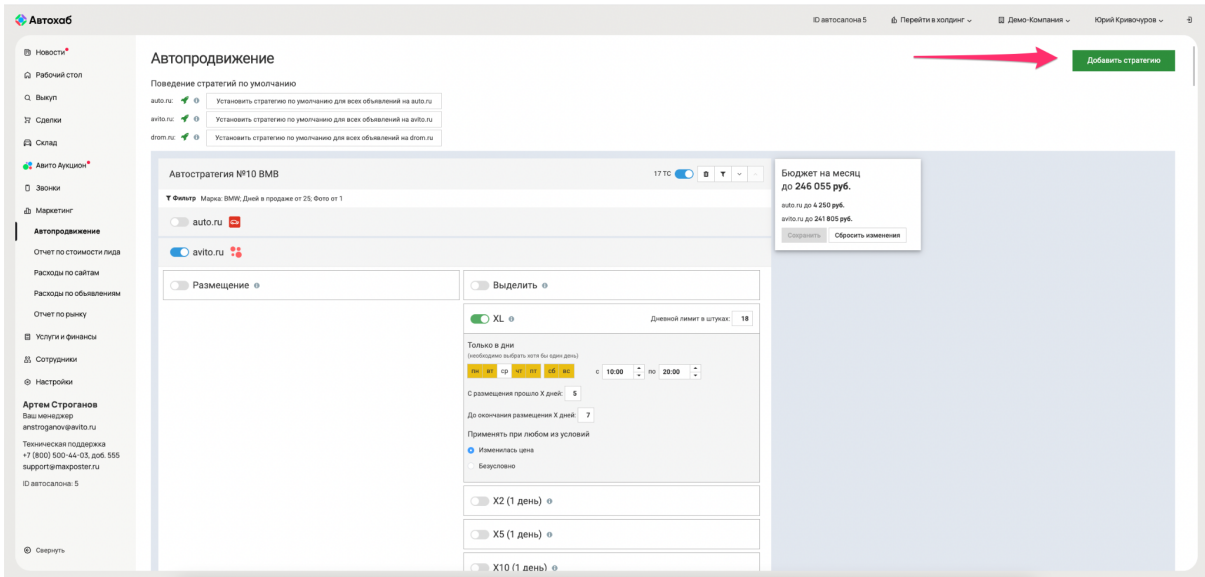 Автохаб
ID автосалона 5
Перейти в холдинг
Демо-Компания
Юрий Кривочуров
Новости
Рабочий стол
Выкуп
Сделки
Склад
Авито Аукцион
Звонки
Маркетинг
Автопродвижение
Отчет по стоимости лида
Расходы по сайтам
Расходы по объявлениям
Отчет по рынку
Услуги и финансы
Сотрудники
Настройки
Артем Строганов
Ваш менеджер
anstroganov@avito.ru
Техническая поддержка
+7 (800) 500-44-03, доб. 555
support@maxposter.ru
ID автосалона: 5
Свернуть
Автопродвижение
Добавить стратегию
Поведение стратегий по умолчанию
auto.ru: Установить стратегию по умолчанию для всех объявлений на auto.ru
avito.ru: Установить стратегию по умолчанию для всех объявлений на avito.ru
drom.ru: Установить стратегию по умолчанию для всех объявлений на drom.ru
Автостратегия №10 BMB
17 ТС
Фильтр Марка: BMW; Дней в продаже от 25; Фото от 1
auto.ru
avito.ru
Размещение
Выделить
XL
Дневной лимит в штуках: 18
Только в дни
(необходимо выбрать хотя бы один день)
пн вт ср чт пт сб вс с 10:00 по 20:00
С размещения прошло X дней: 5
До окончания размещения X дней: 7
Применять при любом из условий
Изменилась цена
Безусловно
X2 (1 день)
X5 (1 день)
X10 (1 день)
Бюджет на месяц
до 246 055 руб.
auto.ru до 4 250 руб.
avito.ru до 241 805 руб.
Сохранить
Сбросить изменения